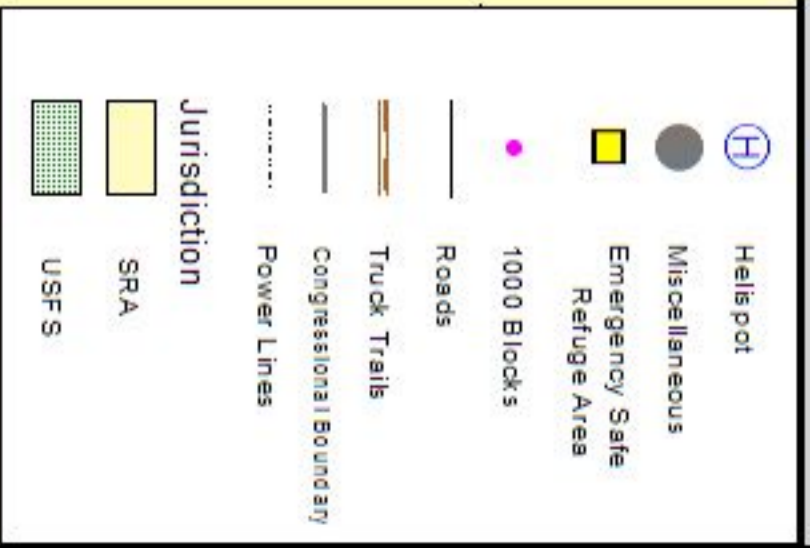 H
Helispot
Miscellaneous
Emergency Safe
Refuge Area
1000 Blocks
Roads
Truck Trails
Congressional Boundary
Power Lines
Jurisdiction
SRA
USFS